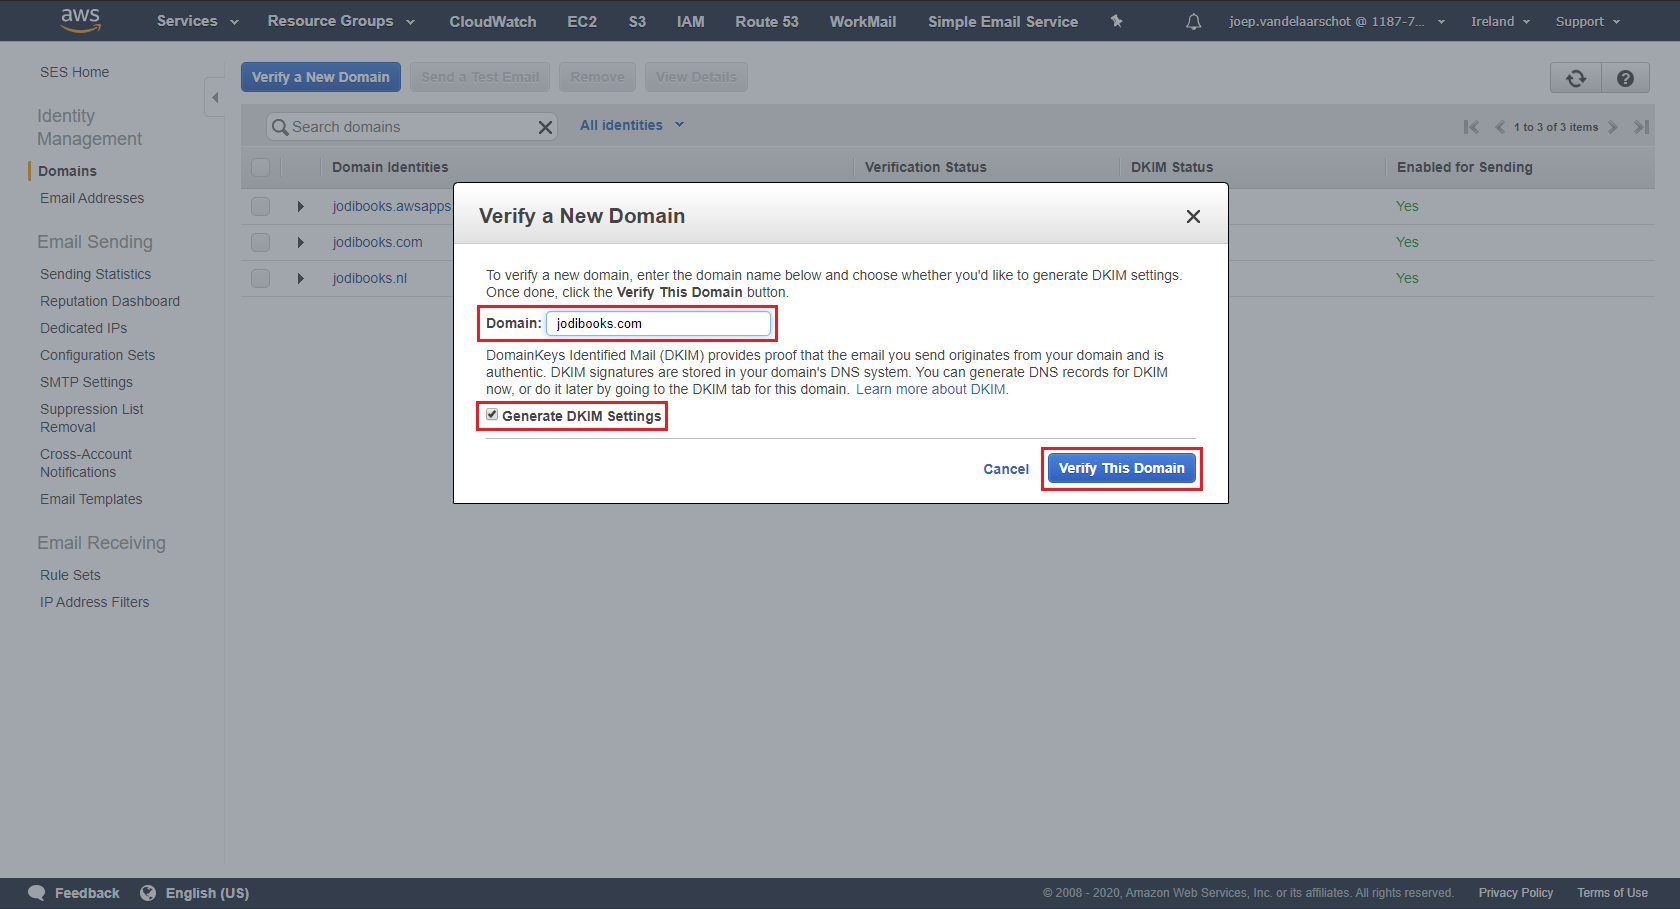 aws Services Resource Groups CloudWatch EC2 S3 IAM Route 53 WorkMail Simple Email Service joep.vandelaarschot @ 1187-7... Ireland Support
SES Home
Identity
Management
Domains
Email Addresses
Email Sending
Sending Statistics
Reputation Dashboard
Dedicated IPs
Configuration Sets
SMTP Settings
Suppression List
Removal
Cross-Account
Notifications
Email Templates
Email Receiving
Rule Sets
IP Address Filters
Verify a New Domain Send a Test Email Remove View Details
Search domains All identities 1 to 3 of 3 items
Domain Identities Verification Status DKIM Status Enabled for Sending
jodibooks.awsapps Yes
jodibooks.com Yes
jodibooks.nl Yes
Verify a New Domain
To verify a new domain, enter the domain name below and choose whether you'd like to generate DKIM settings.
Once done, click the Verify This Domain button.
Domain: jodibooks.com
DomainKeys Identified Mail (DKIM) provides proof that the email you send originates from your domain and is
authentic. DKIM signatures are stored in your domain's DNS system. You can generate DNS records for DKIM
now, or do it later by going to the DKIM tab for this domain. Learn more about DKIM.
Generate DKIM Settings
Cancel Verify This Domain
Feedback English (US) © 2008 - 2020, Amazon Web Services, Inc. or its affiliates. All rights reserved. Privacy Policy Terms of Use